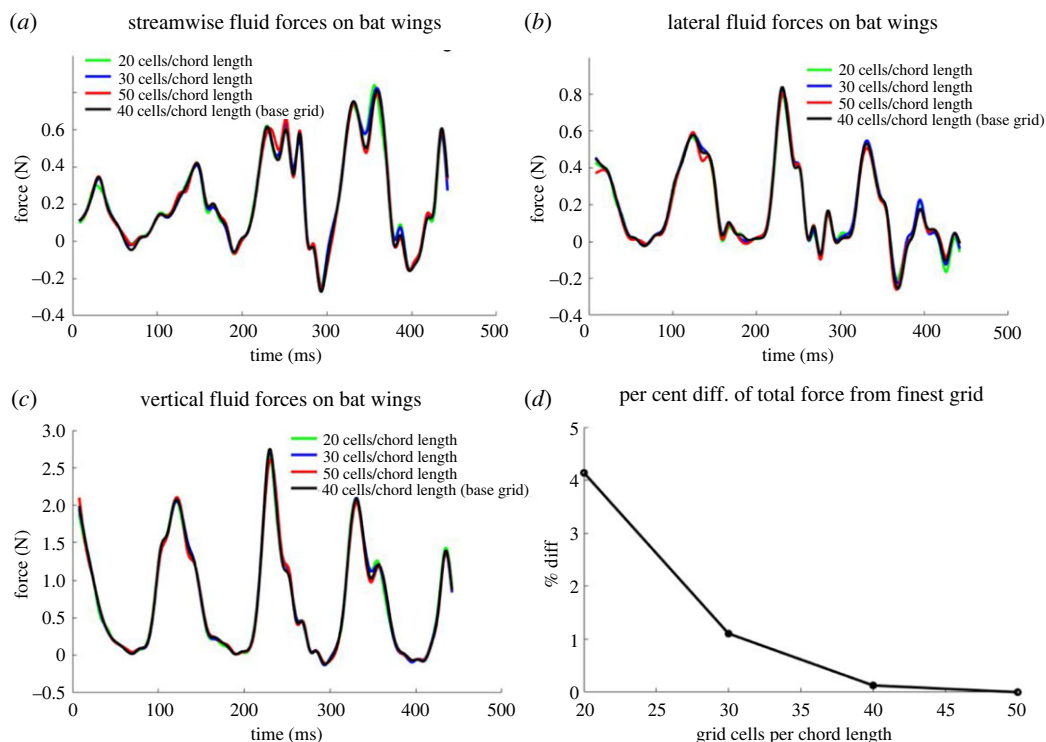 (a) streamwise fluid forces on bat wings
20 cells/chord length
30 cells/chord length
50 cells/chord length
40 cells/chord length (base grid)
force (N)
0.6
0.4
0.2
0
–0.2
–0.4
0 100 200 300 400 500
time (ms)
(b) lateral fluid forces on bat wings
20 cells/chord length
30 cells/chord length
50 cells/chord length
40 cells/chord length (base grid)
force (N)
0.8
0.6
0.4
0.2
0
–0.2
–0.4
0 100 200 300 400 500
time (ms)
(c) vertical fluid forces on bat wings
20 cells/chord length
30 cells/chord length
50 cells/chord length
40 cells/chord length (base grid)
force (N)
3.0
2.5
2.0
1.5
1.0
0.5
0
–0.5
0 100 200 300 400 500
time (ms)
(d) per cent diff. of total force from finest grid
% diff
5
4
3
2
1
0
20 25 30 35 40 45 50
grid cells per chord length